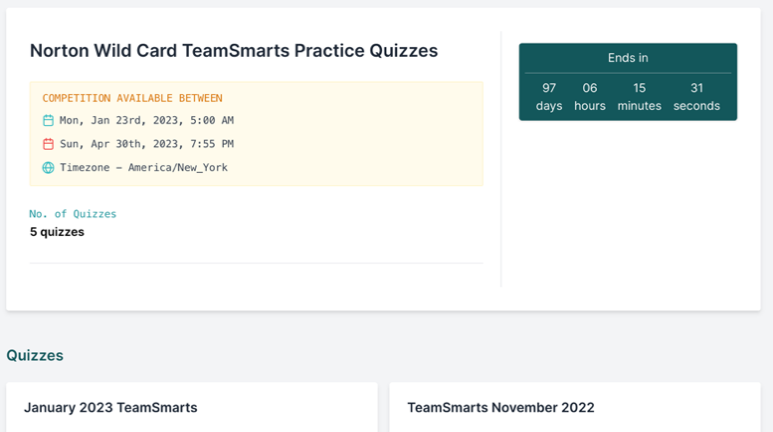 Norton Wild Card TeamSmarts Practice Quizzes
COMPETITION AVAILABLE BETWEEN
Mon, Jan 23rd, 2023, 5:00 AM
Sun, Apr 30th, 2023, 7:55 PM
Timezone – America/New_York
No. of Quizzes
5 quizzes
Ends in
97 06 15 31
days hours minutes seconds
Quizzes
January 2023 TeamSmarts
TeamSmarts November 2022